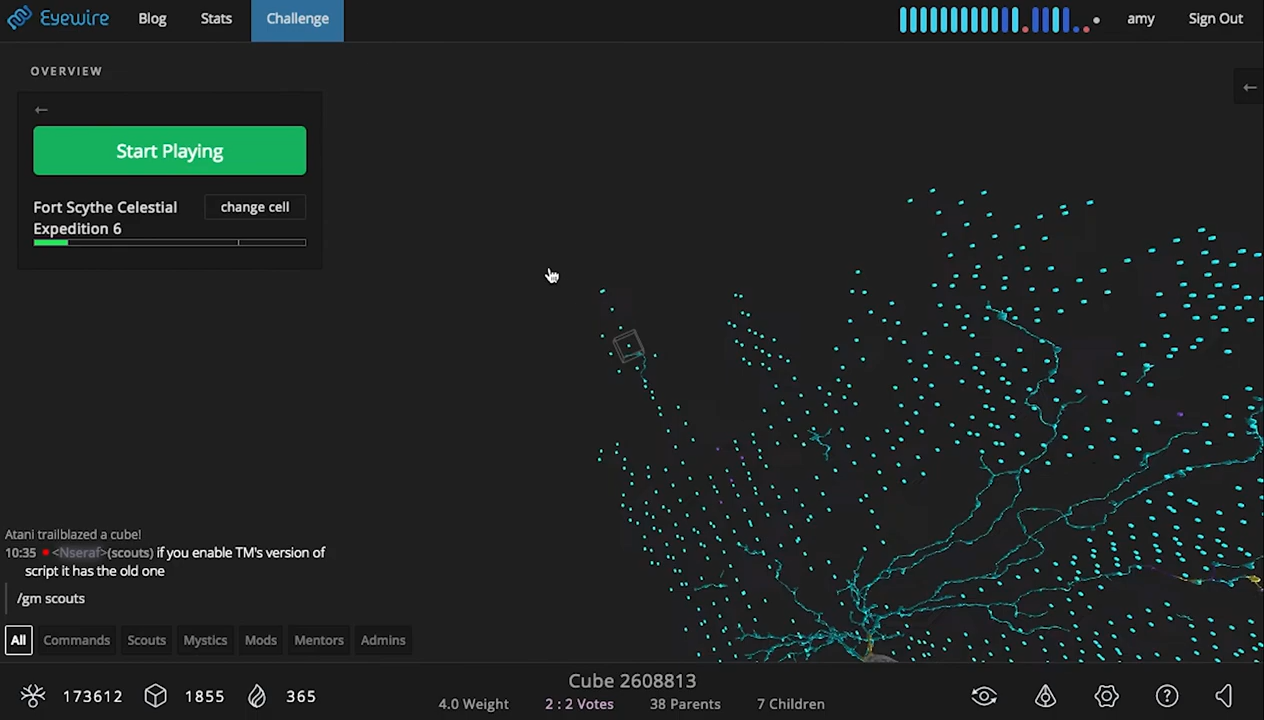 Eyewire Blog Stats Challenge amy Sign Out
OVERVIEW
←
←
Start Playing
Fort Scythe Celestial
Expedition 6
change cell
Atani trailblazed a cube!
10:35 <Nseraf>(scouts) if you enable TM's version of
script it has the old one
/gm scouts
All Commands Scouts Mystics Mods Mentors Admins
173612 1855 365
Cube 2608813
4.0 Weight 2 : 2 Votes 38 Parents 7 Children
?